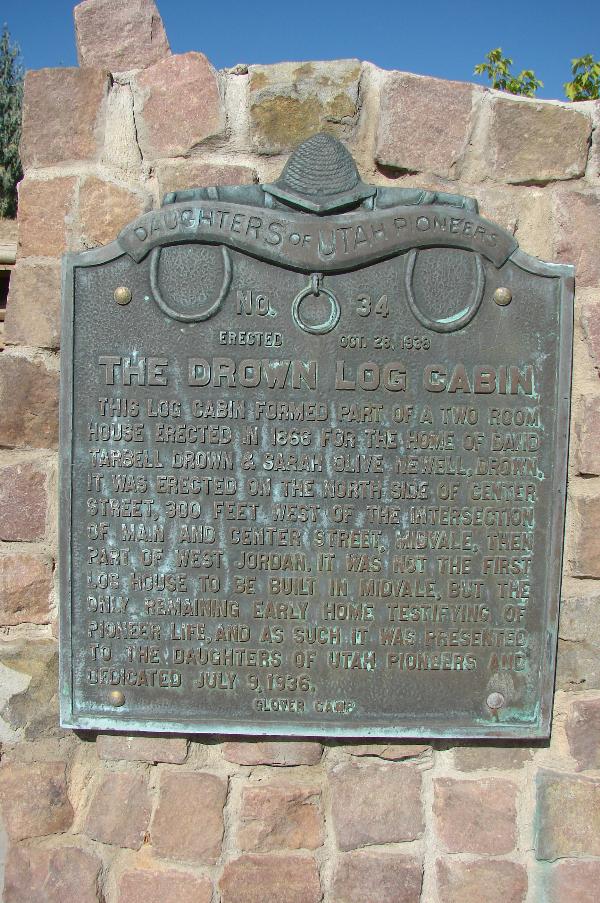 DAUGHTERS OF UTAH PIONEERS
NO. 34
ERECTED OCT. 28, 1938
THE DROWN LOG CABIN
THIS LOG CABIN FORMED PART OF A TWO ROOM
HOUSE ERECTED IN 1866 FOR THE HOME OF DAVID
TARBELL DROWN & SARAH OLIVE NEWELL, DROWN.
IT WAS ERECTED ON THE NORTH SIDE OF CENTER
STREET, 300 FEET WEST OF THE INTERSECTION
OF MAIN AND CENTER STREET, MIDVALE, THEN
PART OF WEST JORDAN. IT WAS NOT THE FIRST
LOG HOUSE TO BE BUILT IN MIDVALE, BUT THE
ONLY REMAINING EARLY HOME TESTIFYING OF
PIONEER LIFE, AND AS SUCH IT WAS PRESENTED
TO THE DAUGHTERS OF UTAH PIONEERS AND
DEDICATED JULY 9, 1936.
GLOVER CAMP